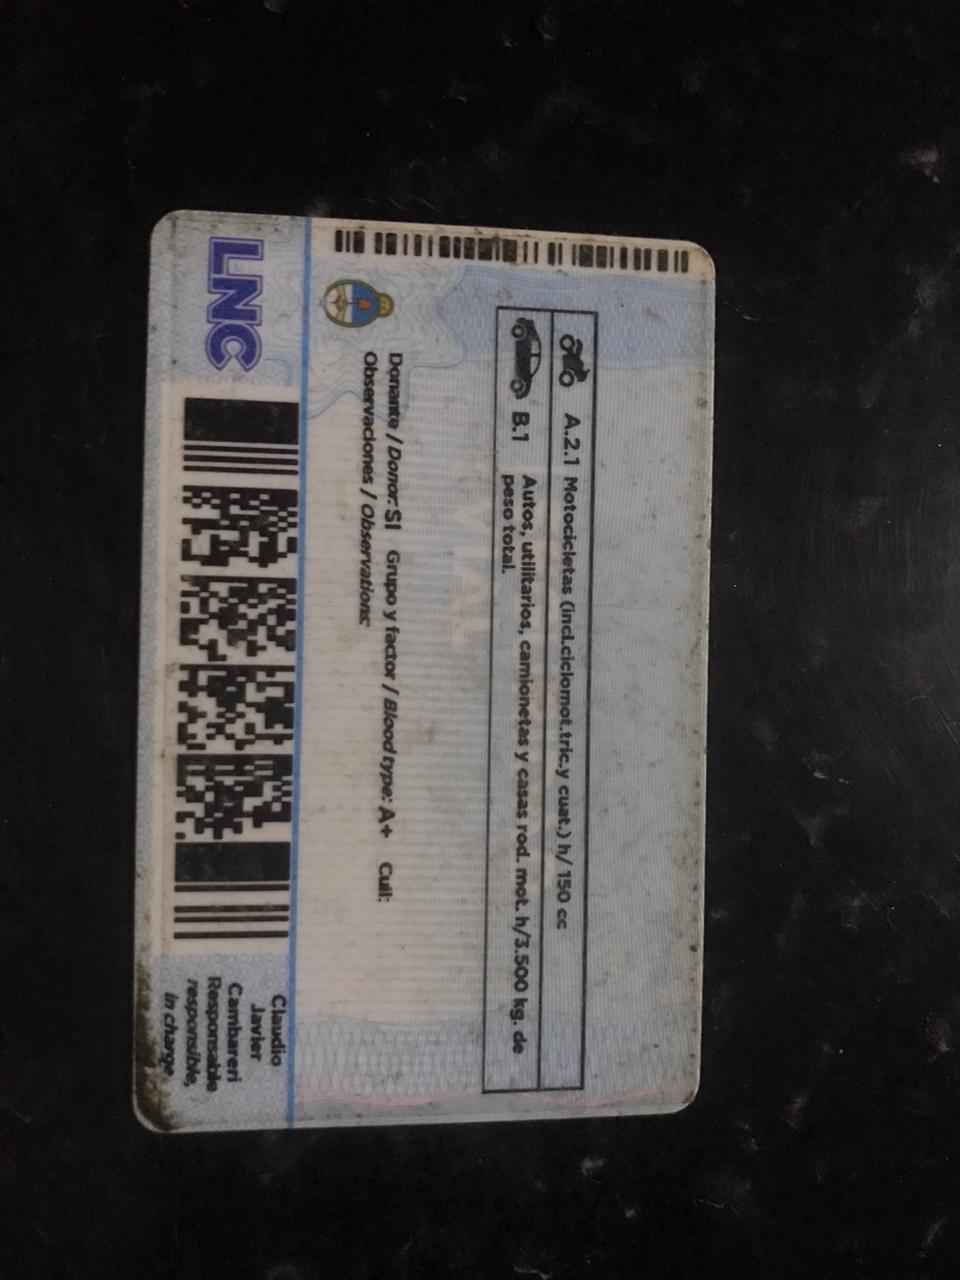 A.2.1 Motocicletas (incl.ciclomot.tric.y cuat.) h/ 150 cc
B.1 Autos, utilitarios, camionetas y casas rod. mot. h/3.500 kg. de
peso total.
VIAL
Donante / Donor: SI Grupo y factor / Blood type: A+ Cuil:
Observaciones / Observations:
LNC
Claudio
Javier
Cambareri
Responsable
responsible,
in charge